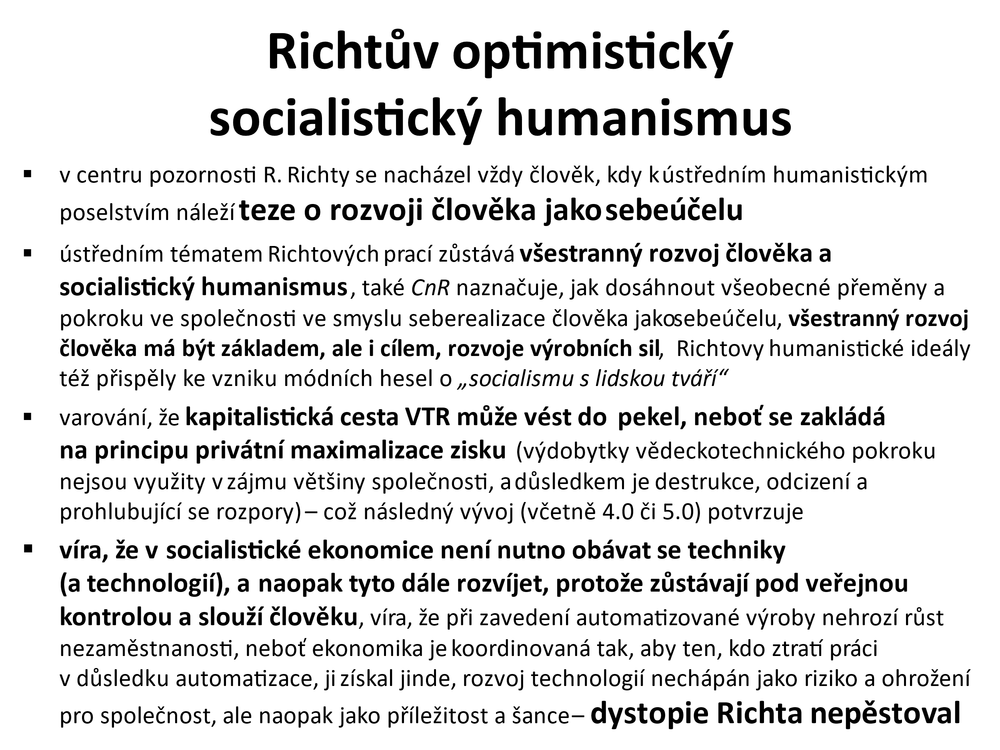 Richtův optimistický
socialistický humanismus
▪ v centru pozornosti R. Richty se nacházel vždy člověk, kdy k ústředním humanistickým
poselstvím náleží teze o rozvoji člověka jako sebeúčelu
▪ ústředním tématem Richtových prací zůstává všestranný rozvoj člověka a
socialistický humanismus, také CnR naznačuje, jak dosáhnout všeobecné přeměny a
pokroku ve společnosti ve smyslu seberealizace člověka jako sebeúčelu, všestranný rozvoj
člověka má být základem, ale i cílem, rozvoje výrobních sil, Richtovy humanistické ideály
též přispěly ke vzniku módních hesel o „socialismu s lidskou tváří“
▪ varování, že kapitalistická cesta VTR může vést do pekel, neboť se zakládá
na principu privátní maximalizace zisku (výdobytky vědeckotechnického pokroku
nejsou využity v zájmu většiny společnosti, a důsledkem je destrukce, odcizení a
prohlubující se rozpory) – což následný vývoj (včetně 4.0 či 5.0) potvrzuje
▪ víra, že v socialistické ekonomice není nutno obávat se techniky
(a technologií), a naopak tyto dále rozvíjet, protože zůstávají pod veřejnou
kontrolou a slouží člověku, víra, že při zavedení automatizované výroby nehrozí růst
nezaměstnanosti, neboť ekonomika je koordinovaná tak, aby ten, kdo ztratí práci
v důsledku automatizace, ji získal jinde, rozvoj technologií nechápán jako riziko a ohrožení
pro společnost, ale naopak jako příležitost a šance – dystopie Richta nepěstoval